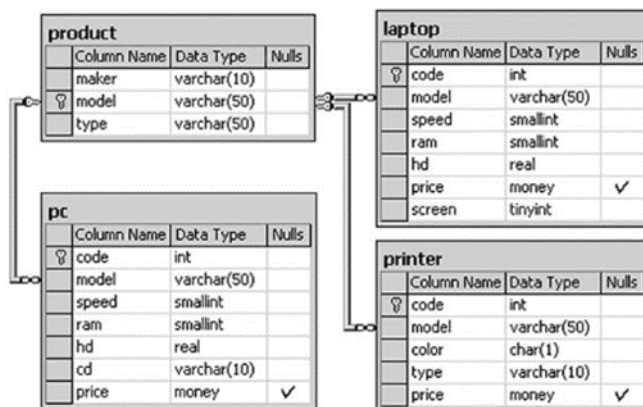 product
Column Name Data Type Nulls
maker varchar(10)
model varchar(50)
type varchar(50)
laptop
Column Name Data Type Nulls
code int
model varchar(50)
speed smallint
ram smallint
hd real
price money ✓
screen tinyint
pc
Column Name Data Type Nulls
code int
model varchar(50)
speed smallint
ram smallint
hd real
cd varchar(10)
price money ✓
printer
Column Name Data Type Nulls
code int
model varchar(50)
color char(1)
type varchar(10)
price money ✓